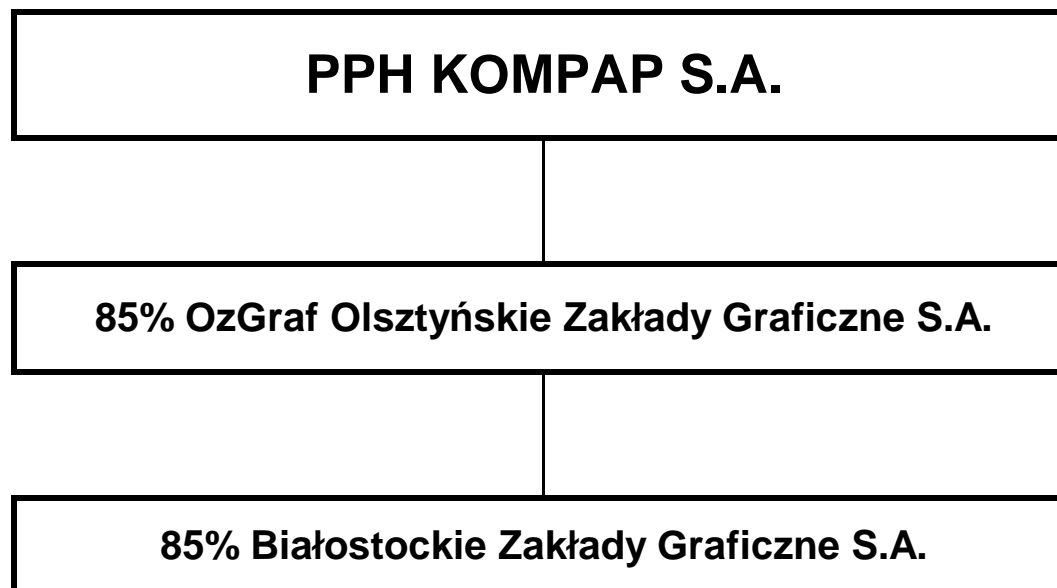 PPH KOMPAP S.A.
85% OzGraf Olsztyńskie Zakłady Graficzne S.A.
85% Białostockie Zakłady Graficzne S.A.